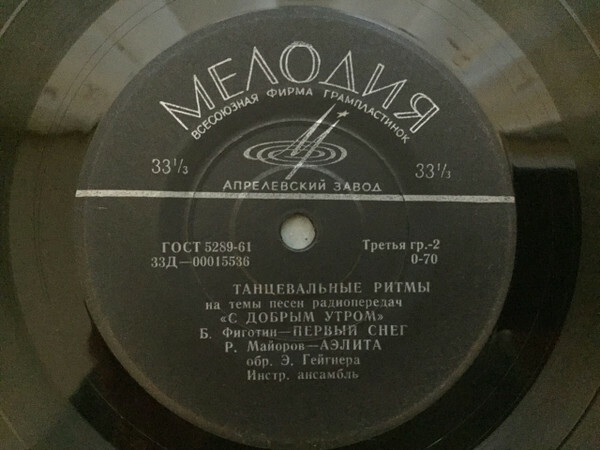 МЕЛОДИЯ
ВСЕСОЮЗНАЯ ФИРМА ГРАМПЛАСТИНОК
33⅓ 33⅓
АПРЕЛЕВСКИЙ ЗАВОД
ГОСТ 5289-61 Третья гр.-2
33Д—00015536 0-70
ТАНЦЕВАЛЬНЫЕ РИТМЫ
на темы песен радиопередач
«С ДОБРЫМ УТРОМ»
Б. Фиготин—ПЕРВЫЙ СНЕГ
Р. Майоров—АЭЛИТА
обр. Э. Гейгнера
Инстр. ансамбль